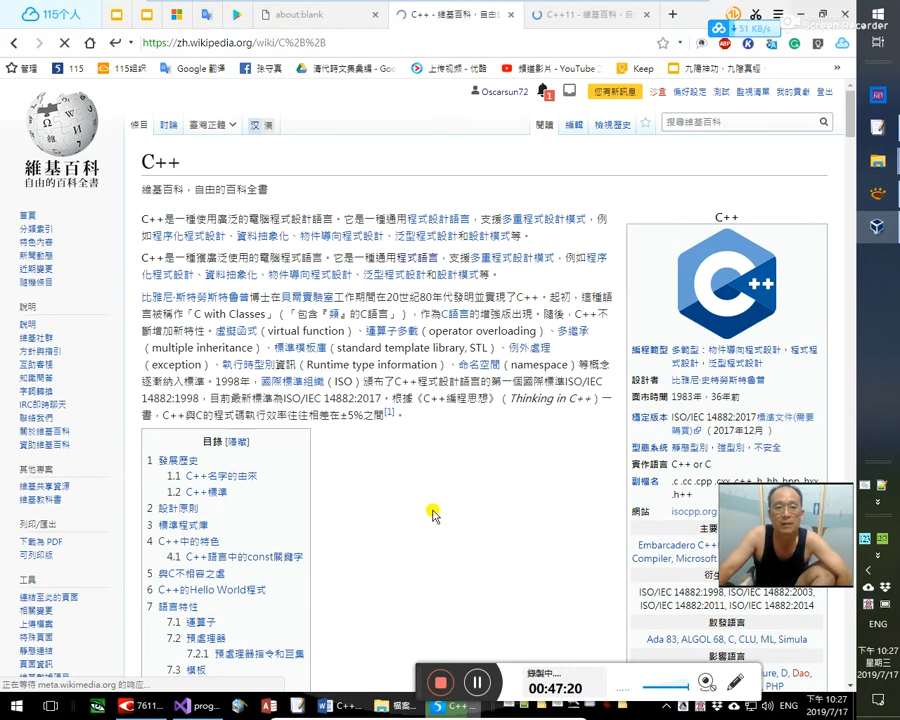 115个人
about:blank
C++ - 維基百科，自由
C++11 - 維基百科，自由
51 KB/s
Screen Recorder
https://zh.wikipedia.org/wiki/C%2B%2B
管理
115
115組織
Google 翻译
孫守真
清代詩文集彙編 - Goo
上传视频 - 优酷
頻道影片 - YouTube
Keep
九陽神功、九陰真經
Oscarsun72
1
您有新訊息
沙盒
偏好設定
測試
監視清單
我的貢獻
登出
條目
討論
臺灣正體
汉 漢
閱讀
編輯
檢視歷史
搜尋維基百科
維基百科
自由的百科全書
C++
維基百科，自由的百科全書
C++是一種使用廣泛的電腦程式設計語言。它是一種通用程式設計語言，支援多重程式設計模式，例
如程序化程式設計、資料抽象化、物件導向程式設計、泛型程式設計和設計模式等。
C++是一種獲廣泛使用的電腦程式設計語言。它是一種通用程式語言，支援多重程式設計模式，例如程序
化程式設計、資料抽象化、物件導向程式設計、泛型程式設計和設計模式等。
比雅尼·斯特勞斯特魯普博士在貝爾實驗室工作期間在20世紀80年代發明並實現了C++。起初，這種語
言被稱作「C with Classes」（「包含『類』的C語言」），作為C語言的增強版出現。隨後，C++不
斷增加新特性。虛擬函式（virtual function）、運算子多載（operator overloading）、多繼承
（multiple inheritance）、標準模板庫（standard template library, STL）、例外處理
（exception）、執行時型別資訊（Runtime type information）、命名空間（namespace）等概念
逐漸納入標準。1998年，國際標準組織（ISO）頒布了C++程式設計語言的第一個國際標準ISO/IEC
14882:1998，目前最新標準為ISO/IEC 14882:2017。根據《C++編程思想》（Thinking in C++）一
書，C++與C的程式碼執行效率往往相差在±5%之間[1]。
首頁
分類索引
特色內容
新聞動態
近期變更
隨機條目
說明
說明
維基社群
方針與指引
互助客棧
知識問答
字詞轉換
IRC即時聊天
聯絡我們
關於維基百科
資助維基百科
其他專案
維基共享資源
維基教科書
列印/匯出
下載為 PDF
可列印版
工具
連結至此的頁面
相關變更
上傳檔案
特殊頁面
靜態連結
頁面資訊
目錄 [隱藏]
1 發展歷史
1.1 C++名字的由來
1.2 C++標準
2 設計原則
3 標準程式庫
4 C++中的特色
4.1 C++語言中的const關鍵字
5 與C不相容之處
6 C++的Hello World程式
7 語言特性
7.1 運算子
7.2 預處理器
7.2.1 預處理器指令和巨集
7.3 模板
C++
C++
編程範型 多範型：物件導向程式設計，程式程
式設計，泛型程式設計
設計者 比雅尼·史特勞斯特魯普
面市時間 1983年，36年前
穩定版本 ISO/IEC 14882:2017標準文件(需要
購買)
（2017年12月）
型態系統 靜態型別，強型別，不安全
實作語言 C++ or C
副檔名 .c .cc .cpp .cxx .c++ .h .hh .hpp .hxx
.h++
網站 isocpp.org
主要
Embarcadero C++
Compiler, Microsoft
衍生
ISO/IEC 14882:1998, ISO/IEC 14882:2003,
ISO/IEC 14882:2011, ISO/IEC 14882:2014
啟發語言
Ada 83, ALGOL 68, C, CLU, ML, Simula
影響語言
D, Dao,
PHP
正在等待 meta.wikimedia.org 的响应...
錄製中....
00:47:20
7611...
prog...
C++...
檔案...
C++ ...
下午 10:27
2019/7/17
ENG
下午 10:27
星期三
2019/7/17